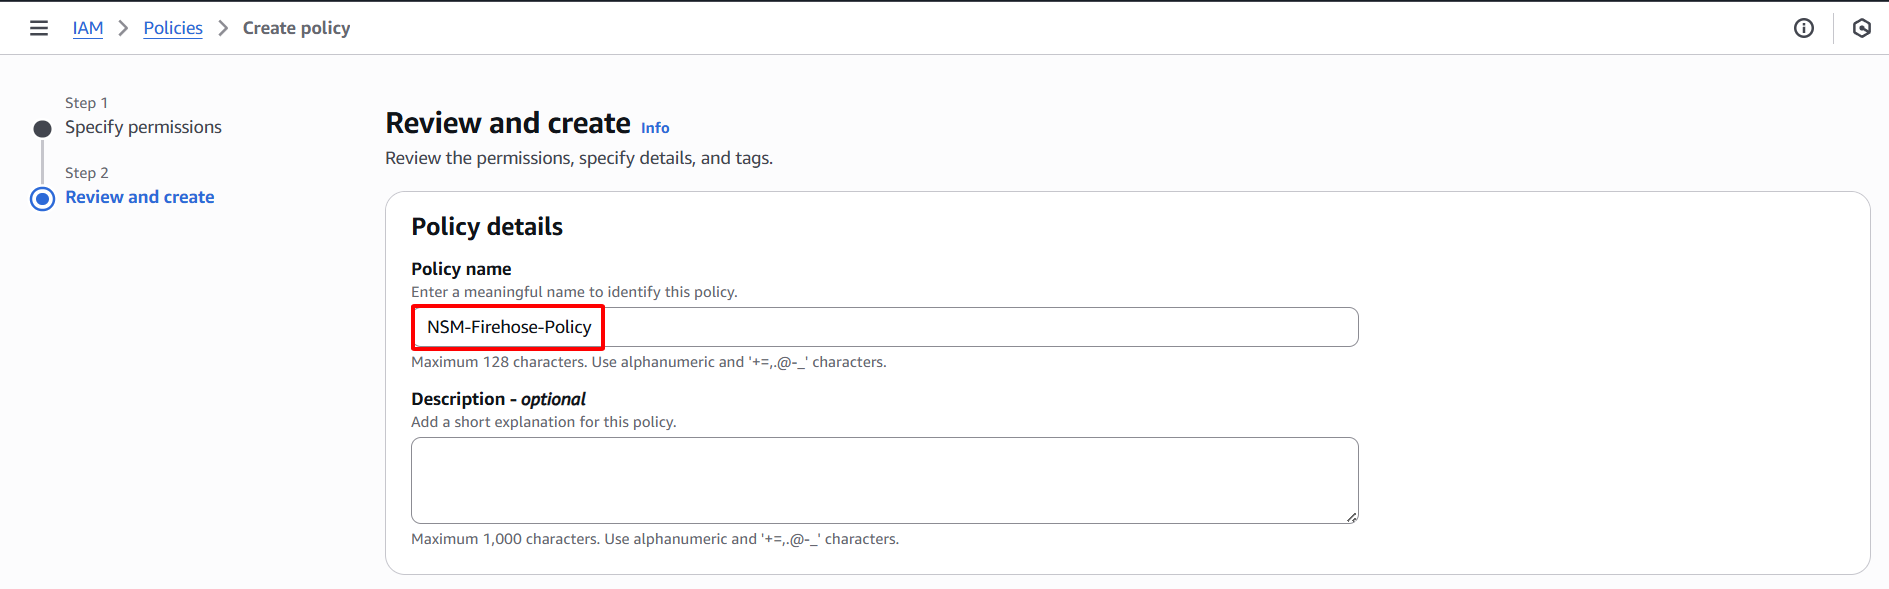 IAM > Policies > Create policy
Step 1
Specify permissions
Step 2
Review and create
Review and create Info
Review the permissions, specify details, and tags.
Policy details
Policy name
Enter a meaningful name to identify this policy.
NSM-Firehose-Policy
Maximum 128 characters. Use alphanumeric and '+=,.@-_' characters.
Description - optional
Add a short explanation for this policy.
Maximum 1,000 characters. Use alphanumeric and '+=,.@-_' characters.